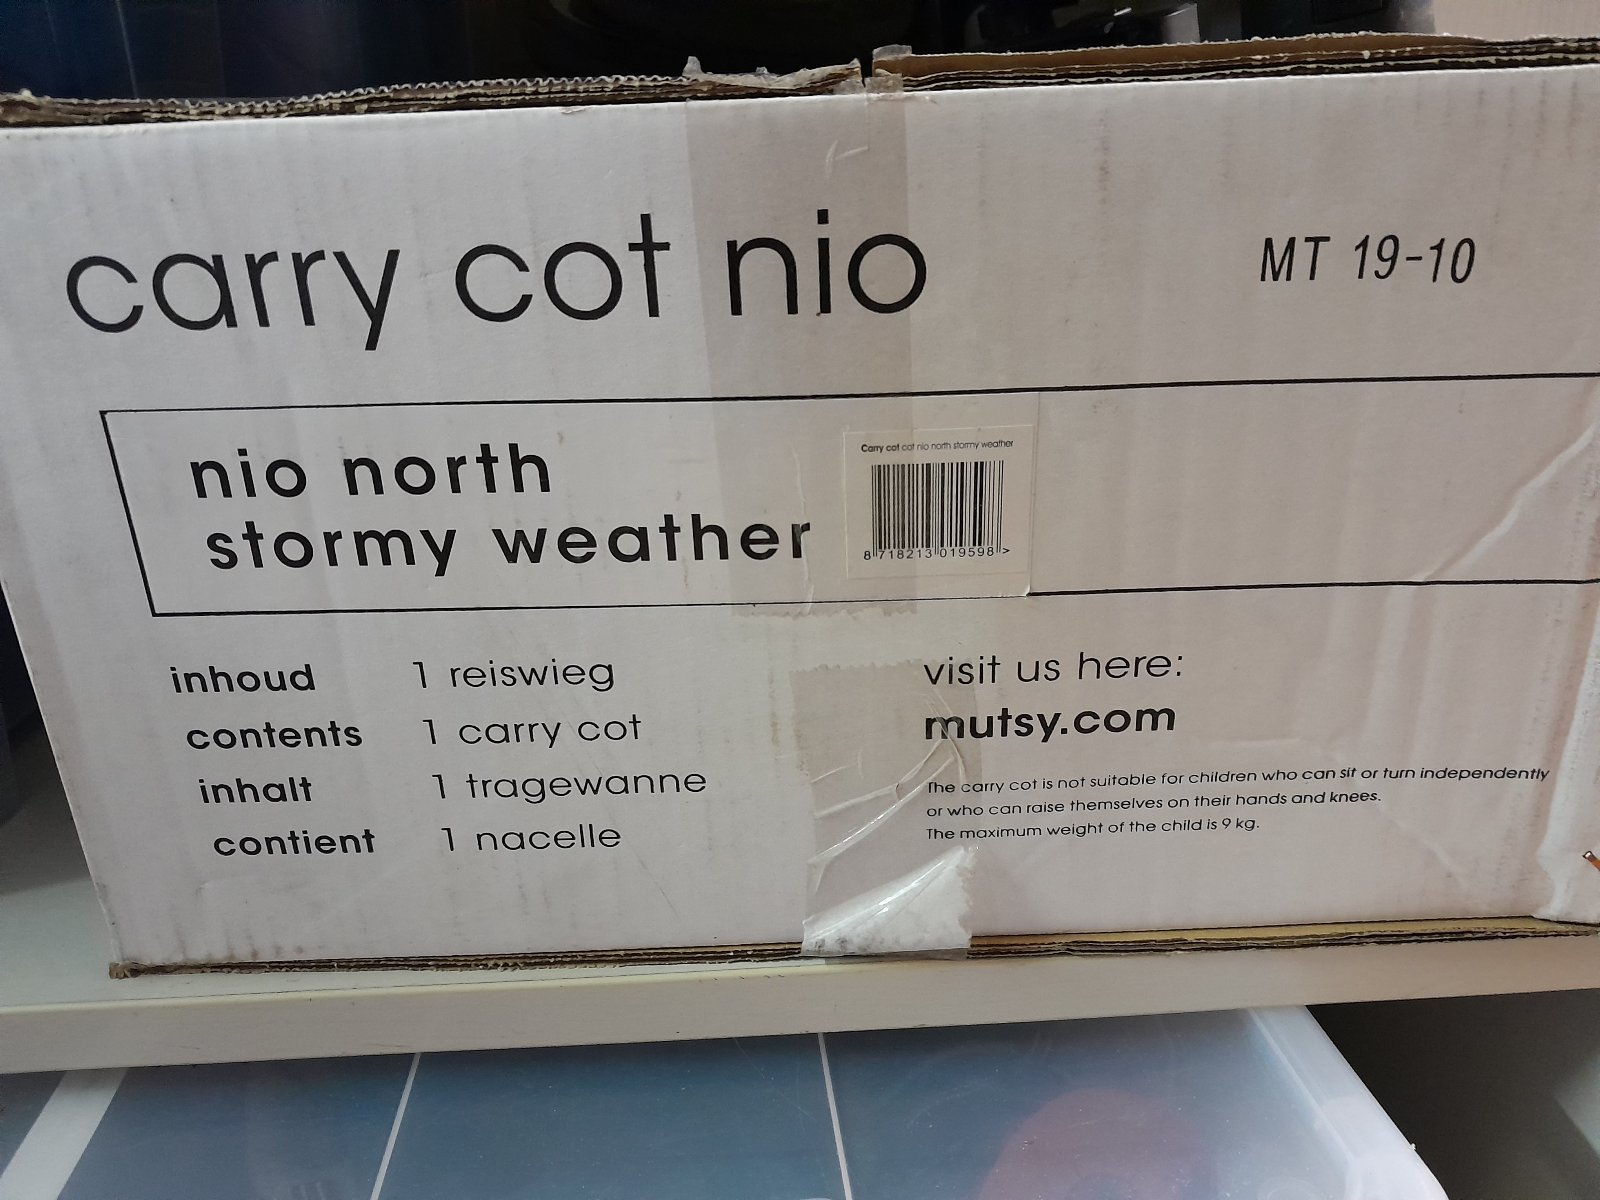 carry cot nio
MT 19-10
nio north
stormy weather
Carry cot cot nio north stormy weather
8 718213 019598 >
inhoud 1 reiswieg
contents 1 carry cot
inhalt 1 tragewanne
contient 1 nacelle
visit us here:
mutsy.com
The carry cot is not suitable for children who can sit or turn independently
or who can raise themselves on their hands and knees.
The maximum weight of the child is 9 kg.